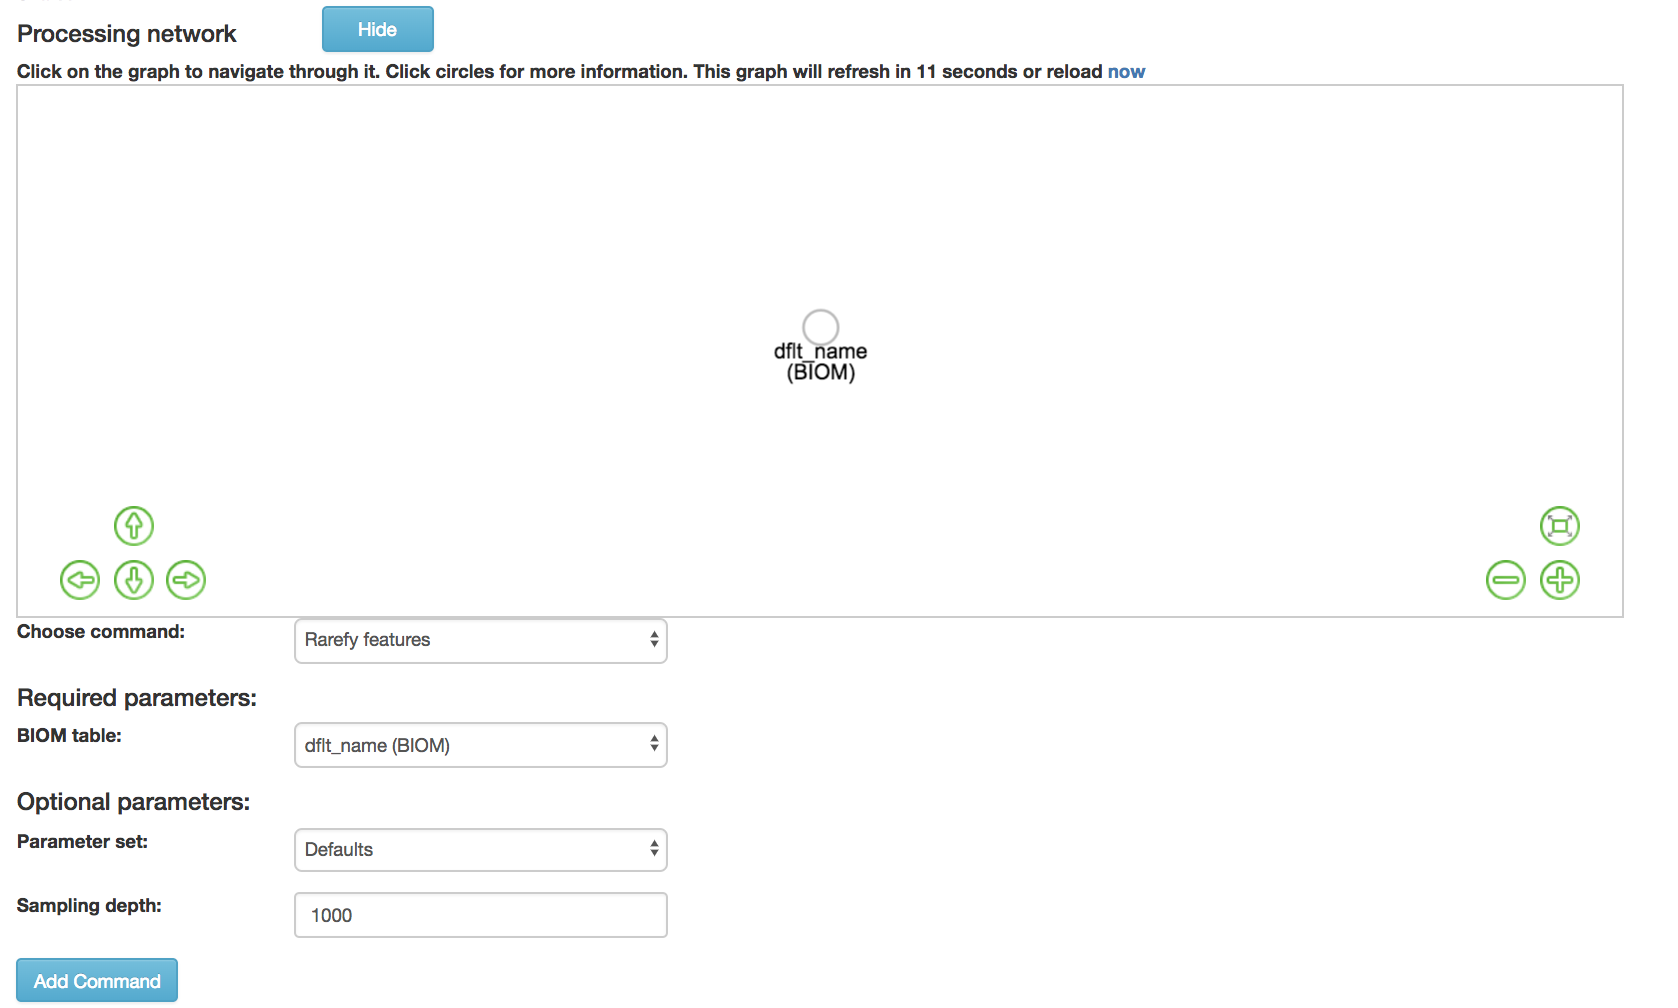 Processing network
Hide
Click on the graph to navigate through it. Click circles for more information. This graph will refresh in 11 seconds or reload now
dflt_name
(BIOM)
Choose command:
Rarefy features
Required parameters:
BIOM table:
dflt_name (BIOM)
Optional parameters:
Parameter set:
Defaults
Sampling depth:
1000
Add Command